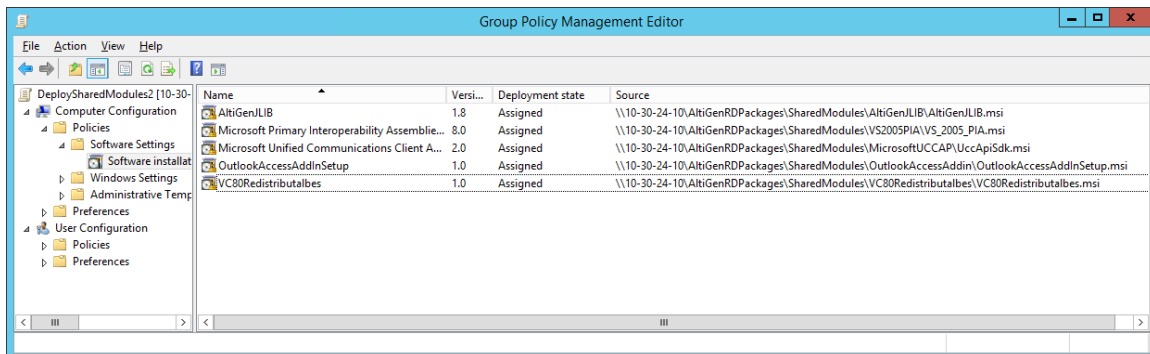 Group Policy Management Editor
File Action View Help
DeploySharedModules2 [10-30-
Computer Configuration
Policies
Software Settings
Software installat
Windows Settings
Administrative Temp
Preferences
User Configuration
Policies
Preferences
Name Versi... Deployment state Source
AltiGenJLIB 1.8 Assigned \\10-30-24-10\AltiGenRDPackages\SharedModules\AltiGenJLIB\AltiGenJLIB.msi
Microsoft Primary Interoperability Assemblie... 8.0 Assigned \\10-30-24-10\AltiGenRDPackages\SharedModules\VS2005PIA\VS_2005_PIA.msi
Microsoft Unified Communications Client A... 2.0 Assigned \\10-30-24-10\AltiGenRDPackages\SharedModules\MicrosoftUCCAP\UccApiSdk.msi
OutlookAccessAddInSetup 1.0 Assigned \\10-30-24-10\AltiGenRDPackages\SharedModules\OutlookAccessAddin\OutlookAccessAddInSetup.msi
VC80Redistributalbes 1.0 Assigned \\10-30-24-10\AltiGenRDPackages\SharedModules\VC80Redistributalbes\VC80Redistributalbes.msi